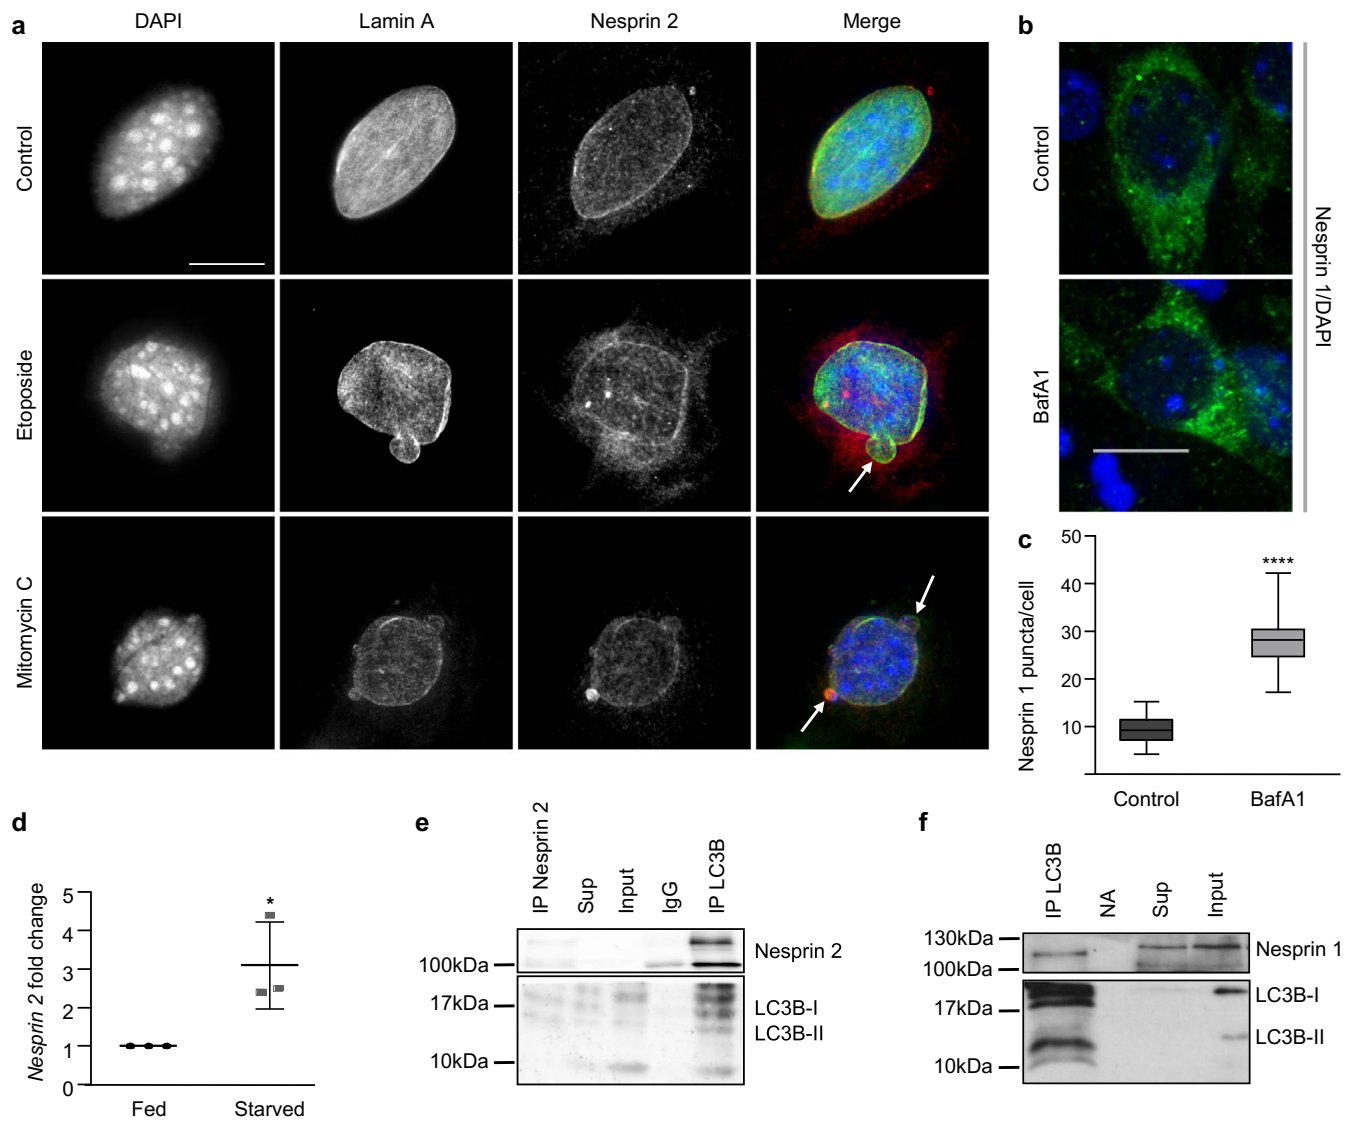 a
DAPI
Lamin A
Nesprin 2
Merge
Control
Etoposide
Mitomycin C
b
Control
BafA1
Nesprin 1/DAPI
c
Nesprin 1 puncta/cell
50
40
30
20
10
****
Control
BafA1
d
Nesprin 2 fold change
5
4
3
2
1
0
*
Fed
Starved
e
IP Nesprin 2
Sup
Input
IgG
IP LC3B
Nesprin 2
100kDa
17kDa
LC3B-I
LC3B-II
10kDa
f
IP LC3B
NA
Sup
Input
130kDa
Nesprin 1
100kDa
LC3B-I
17kDa
LC3B-II
10kDa